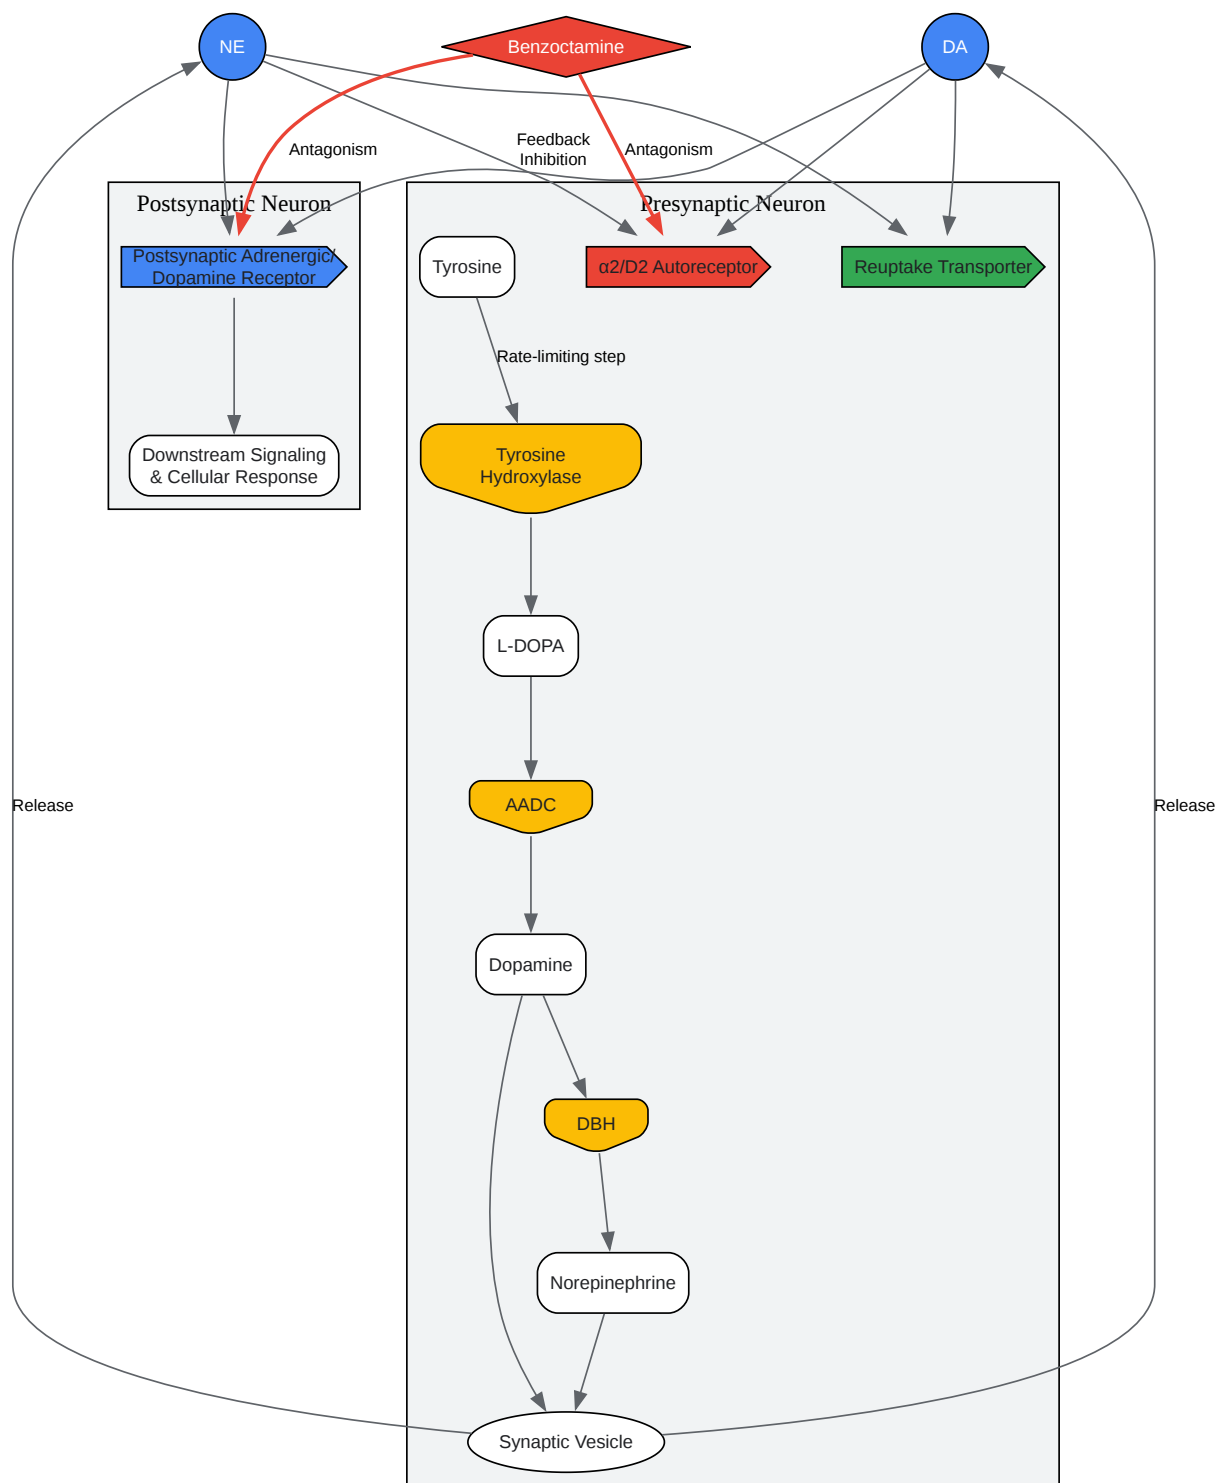 NE
Benzoctamine
DA
Antagonism
Feedback
Inhibition
Antagonism
Postsynaptic Neuron
Presynaptic Neuron
Postsynaptic Adrenergic/
Dopamine Receptor
Tyrosine
α2/D2 Autoreceptor
Reuptake Transporter
Rate-limiting step
Downstream Signaling
& Cellular Response
Tyrosine
Hydroxylase
L-DOPA
Release
AADC
Release
Dopamine
DBH
Norepinephrine
Synaptic Vesicle